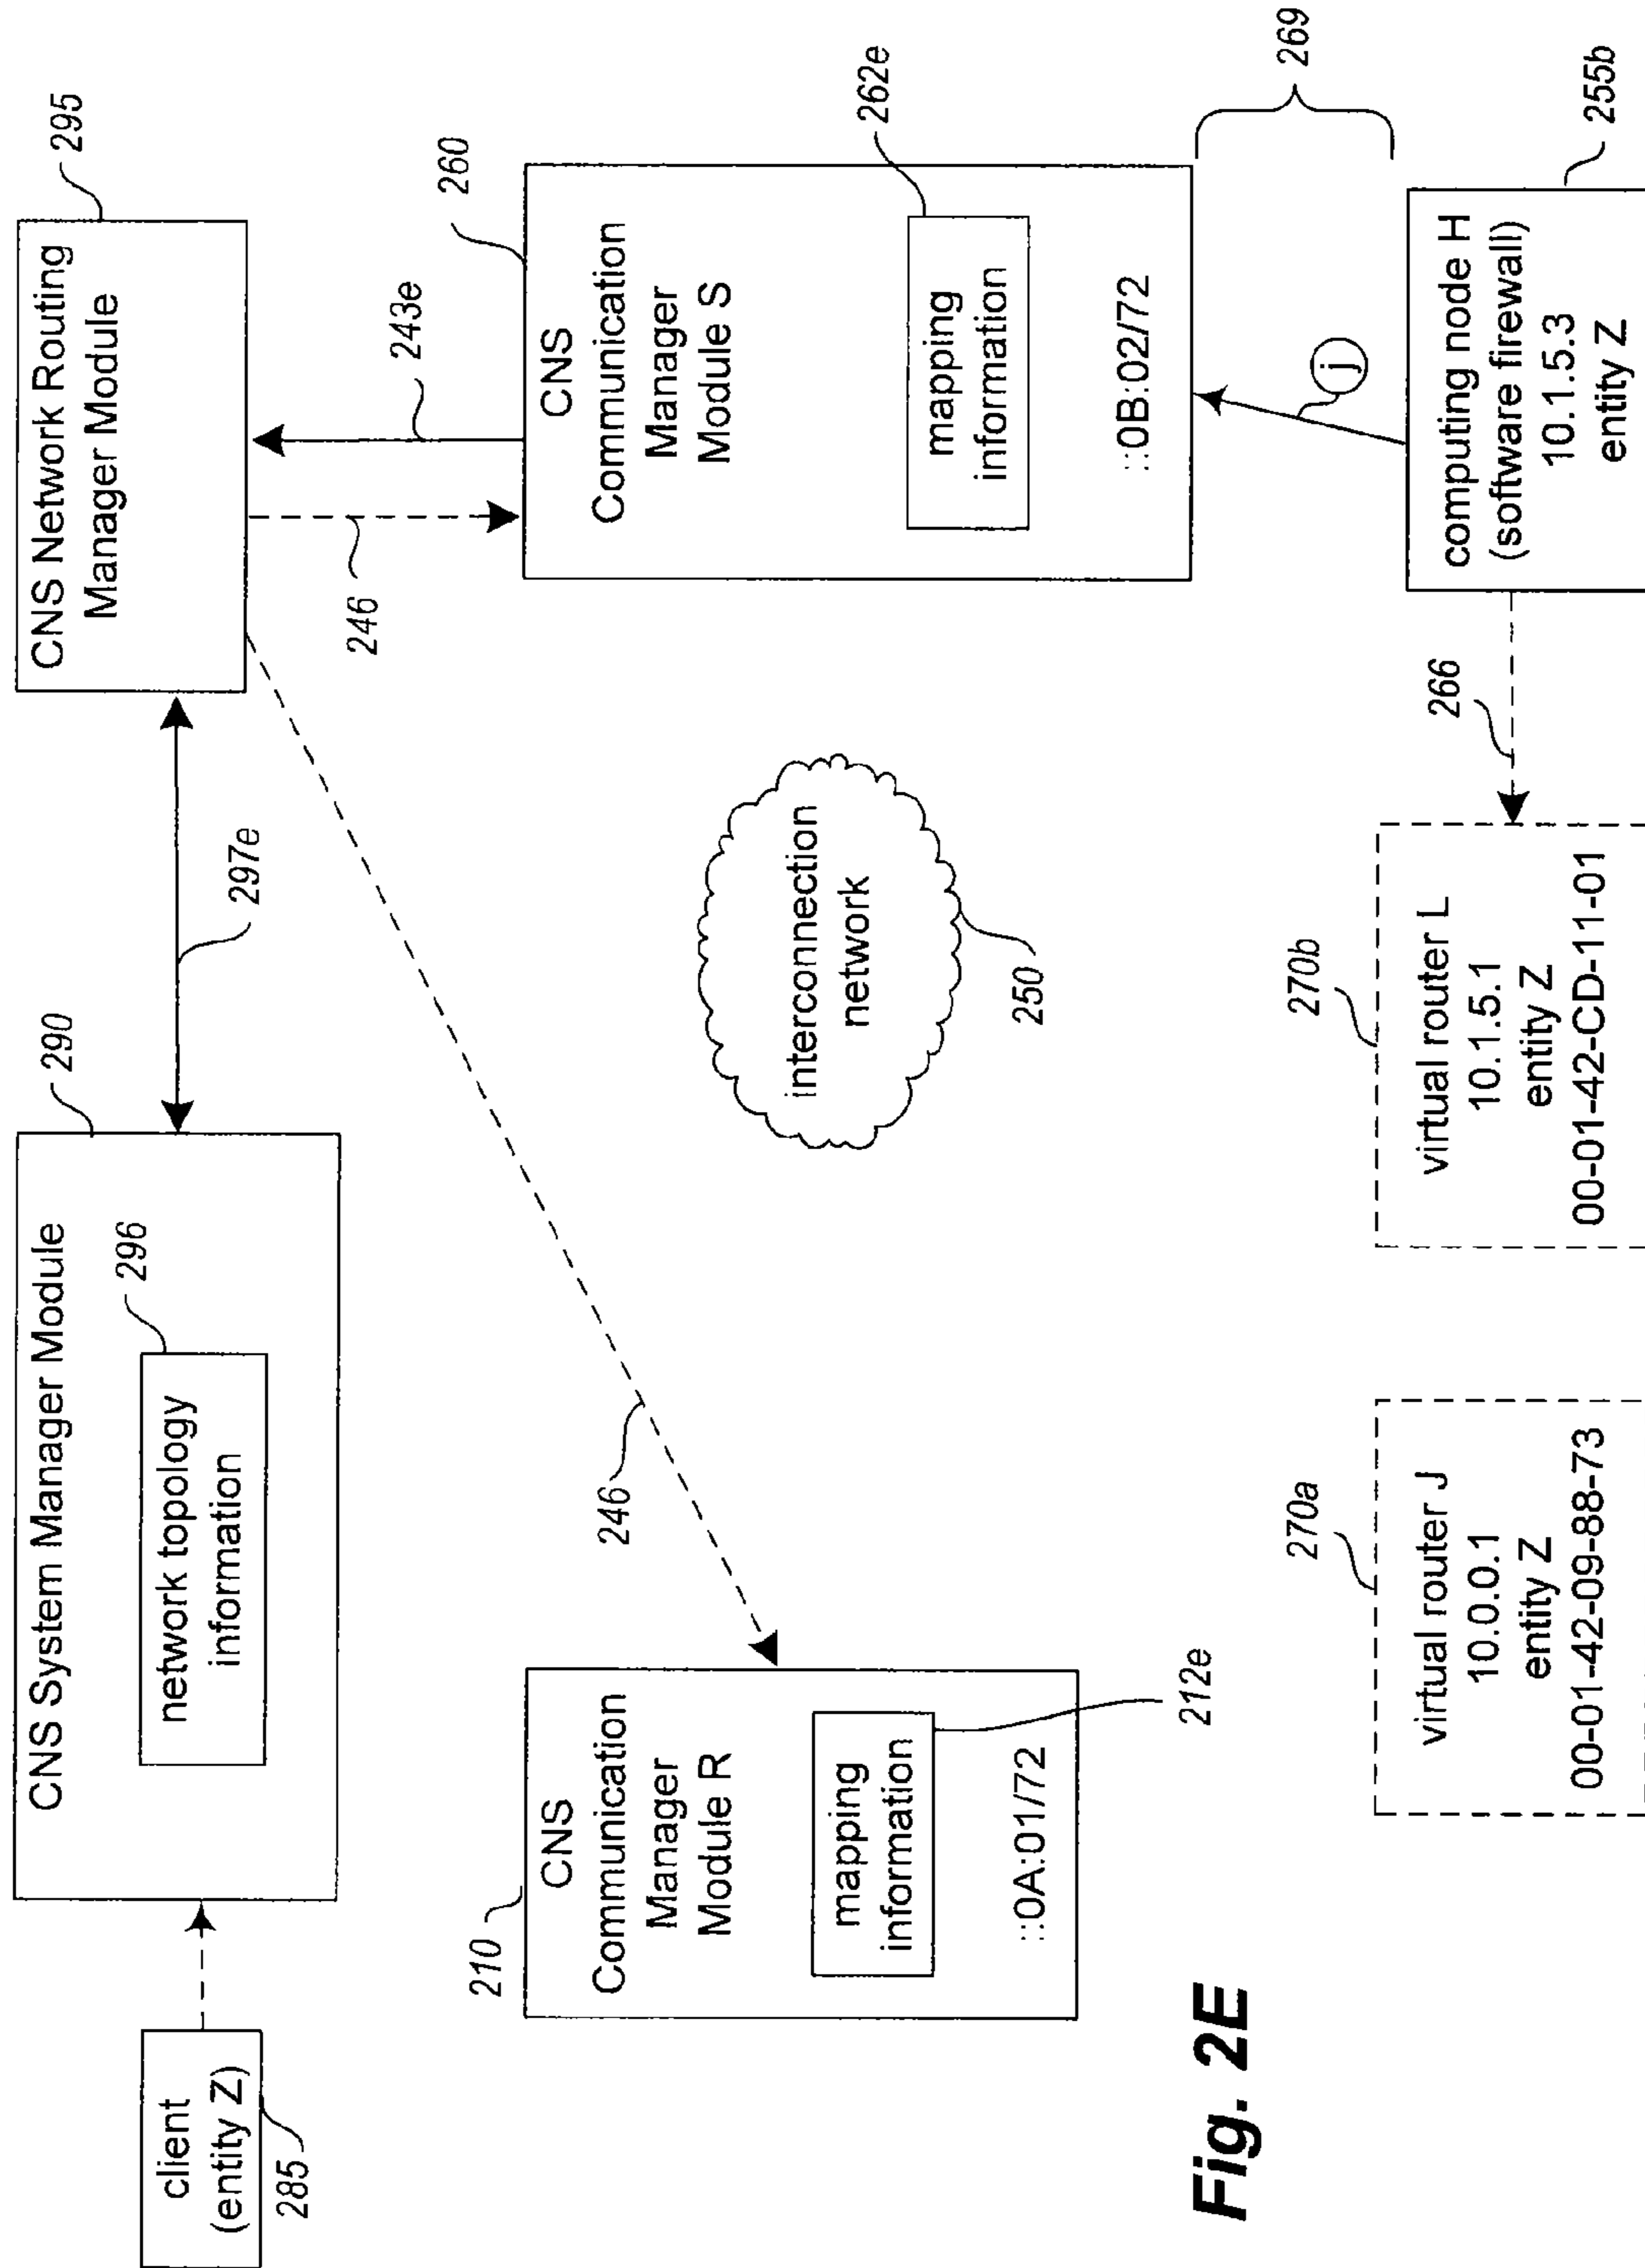 client
(entity Z)
285
290
CNS System Manager Module
296
network topology
information
297e
295
CNS Network Routing
Manager Module
246
243e
246
210
CNS
Communication
Manager
Module R
mapping
information
212e
::0A:01/72
interconnection
network
250
260
CNS
Communication
Manager
Module S
262e
mapping
information
::0B:02/72
269
j
270a
virtual router J
10.0.0.1
entity Z
00-01-42-09-88-73
270b
virtual router L
10.1.5.1
entity Z
00-01-42-CD-11-01
266
computing node H
(software firewall)
10.1.5.3
entity Z
255b
Fig. 2E